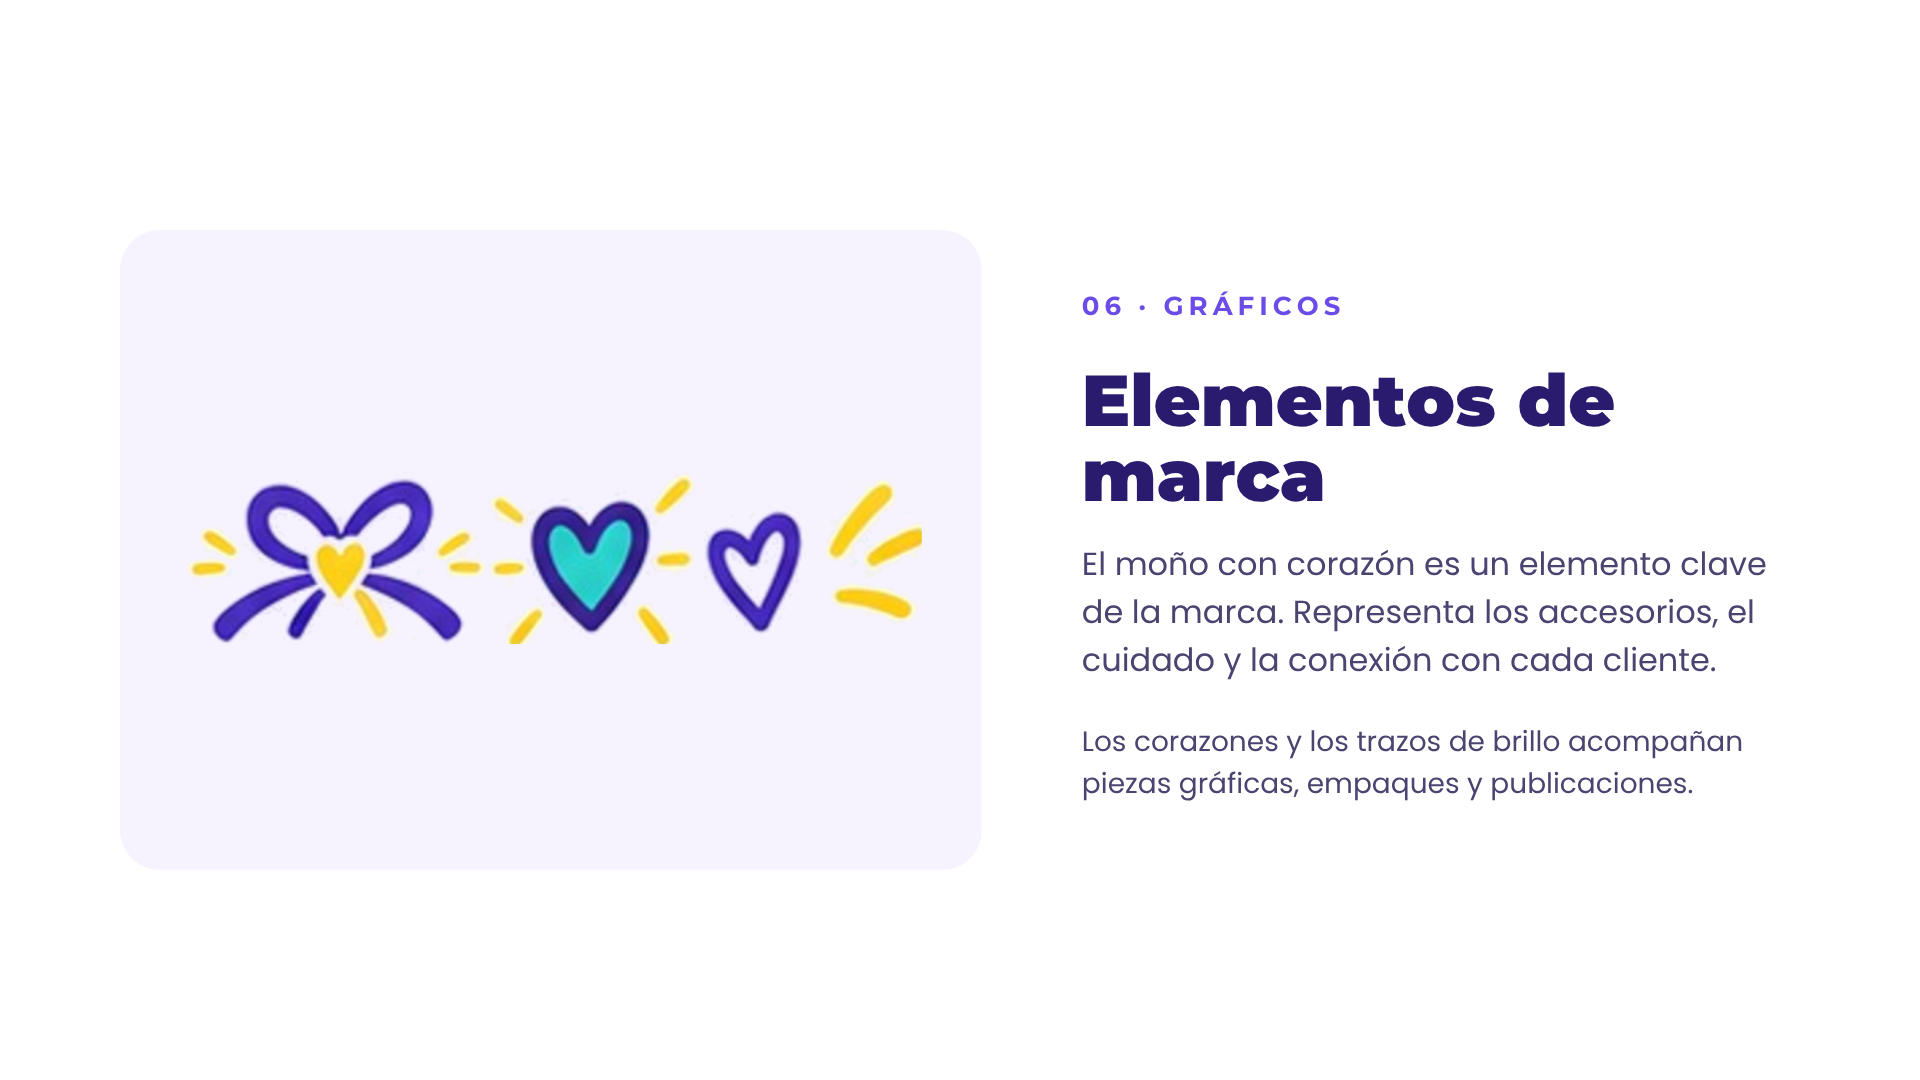 06 · GRÁFICOS
Elementos de
marca
El moño con corazón es un elemento clave
de la marca. Representa los accesorios, el
cuidado y la conexión con cada cliente.
Los corazones y los trazos de brillo acompañan
piezas gráficas, empaques y publicaciones.